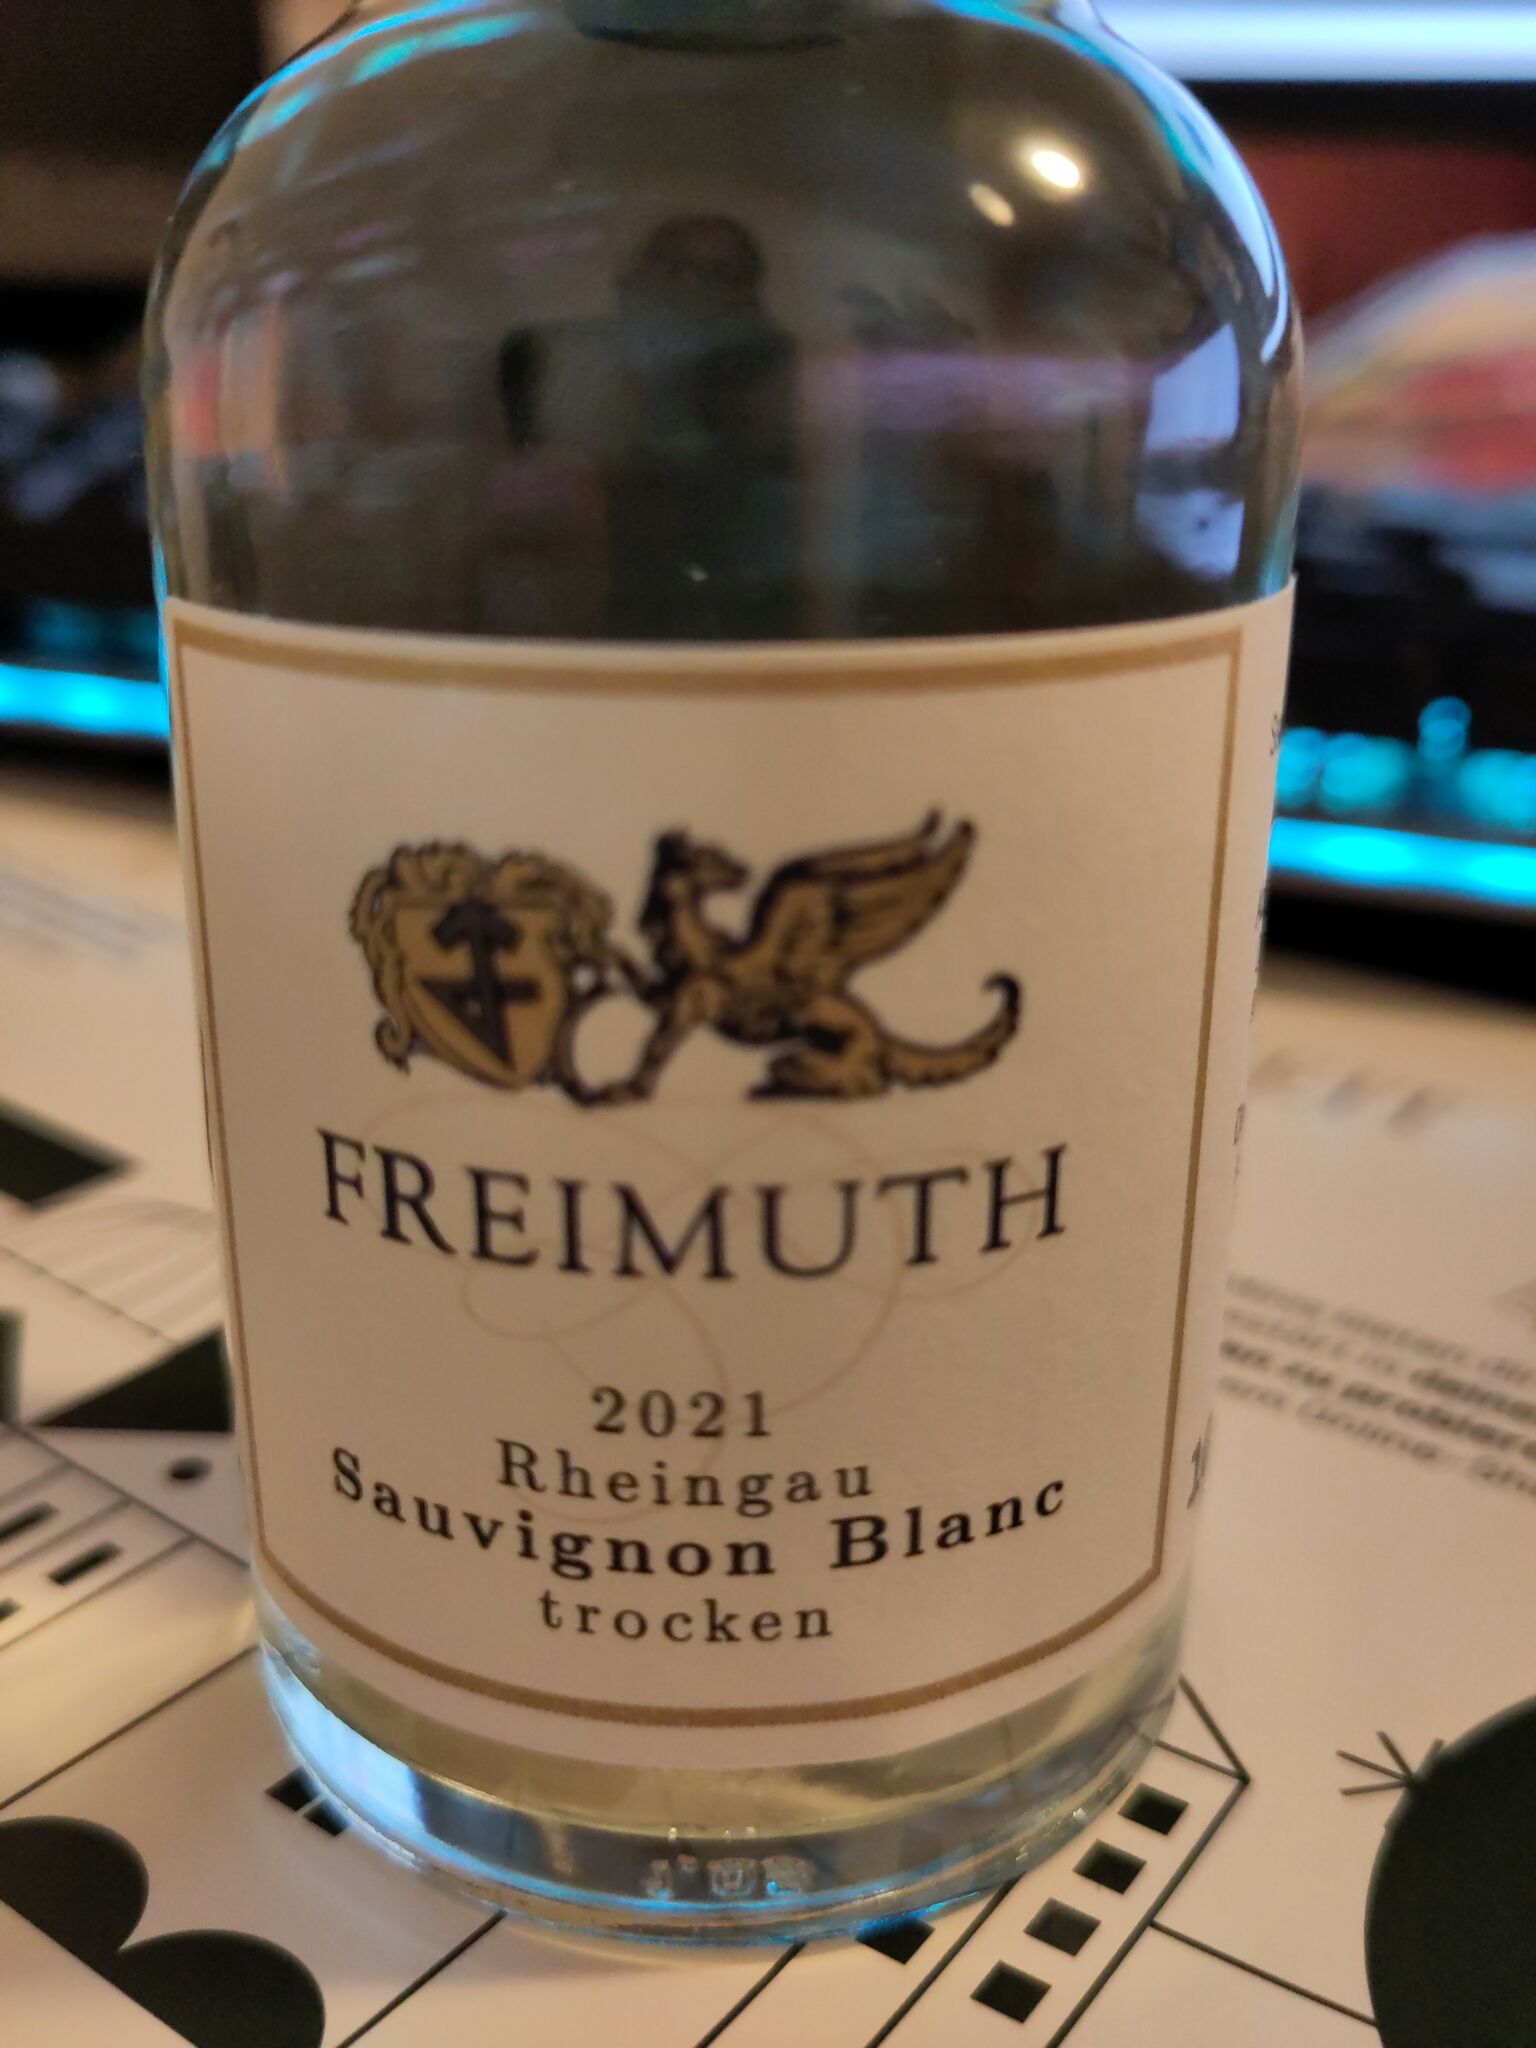 FREIMUTH
2021
Rheingau
Sauvignon Blanc
trocken